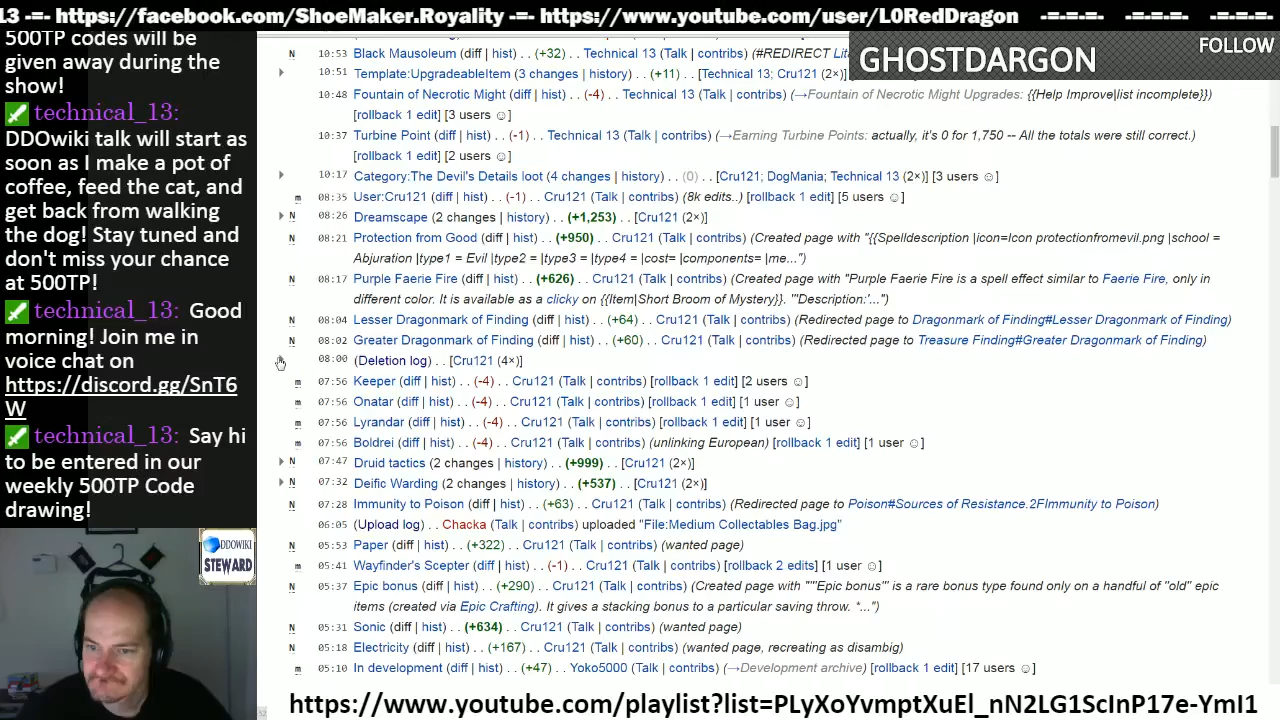 13 -=- https://facebook.com/ShoeMaker.Royality -=- https://www.youtube.com/user/L0RedDragon -=-=-=- -=-=-=- -=-=-=-
500TP codes will be
given away during the
show!
technical_13:
DDOwiki talk will start as
soon as I make a pot of
coffee, feed the cat, and
get back from walking
the dog! Stay tuned and
don't miss your chance
at 500TP!
technical_13: Good
morning! Join me in
voice chat on
https://discord.gg/SnT6
W
technical_13: Say hi
to be entered in our
weekly 500TP Code
drawing!
DDOWIKI
STEWARD
GHOSTDARGON
FOLLOW
N 10:53 Black Mausoleum (diff | hist) . . (+32) . . Technical 13 (Talk | contribs) (#REDIRECT
10:51 Template:UpgradeableItem (3 changes | history) . . (+11) . . [Technical 13; Cru121 (2×)]
10:48 Fountain of Necrotic Might (diff | hist) . . (-4) . . Technical 13 (Talk | contribs) (→Fountain of Necrotic Might Upgrades: {{Help Improve|list incomplete}})
[rollback 1 edit] [3 users ☺]
10:37 Turbine Point (diff | hist) . . (-1) . . Technical 13 (Talk | contribs) (→Earning Turbine Points: actually, it's 0 for 1,750 -- All the totals were still correct.)
[rollback 1 edit] [2 users ☺]
10:17 Category:The Devil's Details loot (4 changes | history) . . (0) . . [Cru121; DogMania; Technical 13 (2×)] [3 users ☺]
m 08:35 User:Cru121 (diff | hist) . . (-1) . . Cru121 (Talk | contribs) (8k edits..) [rollback 1 edit] [5 users ☺]
N 08:26 Dreamscape (2 changes | history) . . (+1,253) . . [Cru121 (2×)]
N 08:21 Protection from Good (diff | hist) . . (+950) . . Cru121 (Talk | contribs) (Created page with "{{Spelldescription |icon=Icon protectionfromevil.png |school =
Abjuration |type1 = Evil |type2 = |type3 = |type4 = |cost= |components= |me...")
N 08:17 Purple Faerie Fire (diff | hist) . . (+626) . . Cru121 (Talk | contribs) (Created page with "Purple Faerie Fire is a spell effect similar to Faerie Fire, only in
different color. It is available as a clicky on {{Item|Short Broom of Mystery}}. '''Description:'...")
N 08:04 Lesser Dragonmark of Finding (diff | hist) . . (+64) . . Cru121 (Talk | contribs) (Redirected page to Dragonmark of Finding#Lesser Dragonmark of Finding)
N 08:02 Greater Dragonmark of Finding (diff | hist) . . (+60) . . Cru121 (Talk | contribs) (Redirected page to Treasure Finding#Greater Dragonmark of Finding)
08:00 (Deletion log) . . [Cru121 (4×)]
m 07:56 Keeper (diff | hist) . . (-4) . . Cru121 (Talk | contribs) [rollback 1 edit] [2 users ☺]
m 07:56 Onatar (diff | hist) . . (-4) . . Cru121 (Talk | contribs) [rollback 1 edit] [1 user ☺]
m 07:56 Lyrandar (diff | hist) . . (-4) . . Cru121 (Talk | contribs) [rollback 1 edit] [1 user ☺]
m 07:56 Boldrei (diff | hist) . . (-4) . . Cru121 (Talk | contribs) (unlinking European) [rollback 1 edit] [1 user ☺]
N 07:47 Druid tactics (2 changes | history) . . (+999) . . [Cru121 (2×)]
N 07:32 Deific Warding (2 changes | history) . . (+537) . . [Cru121 (2×)]
N 07:28 Immunity to Poison (diff | hist) . . (+63) . . Cru121 (Talk | contribs) (Redirected page to Poison#Sources of Resistance.2FImmunity to Poison)
06:05 (Upload log) . . Chacka (Talk | contribs) uploaded "File:Medium Collectables Bag.jpg"
N 05:53 Paper (diff | hist) . . (+322) . . Cru121 (Talk | contribs) (wanted page)
m 05:41 Wayfinder's Scepter (diff | hist) . . (-1) . . Cru121 (Talk | contribs) [rollback 2 edits] [1 user ☺]
N 05:37 Epic bonus (diff | hist) . . (+290) . . Cru121 (Talk | contribs) (Created page with "'''Epic bonus''' is a rare bonus type found only on a handful of "old" epic
items (created via Epic Crafting). It gives a stacking bonus to a particular saving throw. *...")
N 05:31 Sonic (diff | hist) . . (+634) . . Cru121 (Talk | contribs) (wanted page)
N 05:18 Electricity (diff | hist) . . (+167) . . Cru121 (Talk | contribs) (wanted page, recreating as disambig)
m 05:10 In development (diff | hist) . . (+47) . . Yoko5000 (Talk | contribs) (→Development archive) [rollback 1 edit] [17 users ☺]
https://www.youtube.com/playlist?list=PLyXoYvmptXuEl_nN2LG1ScInP17e-YmI1